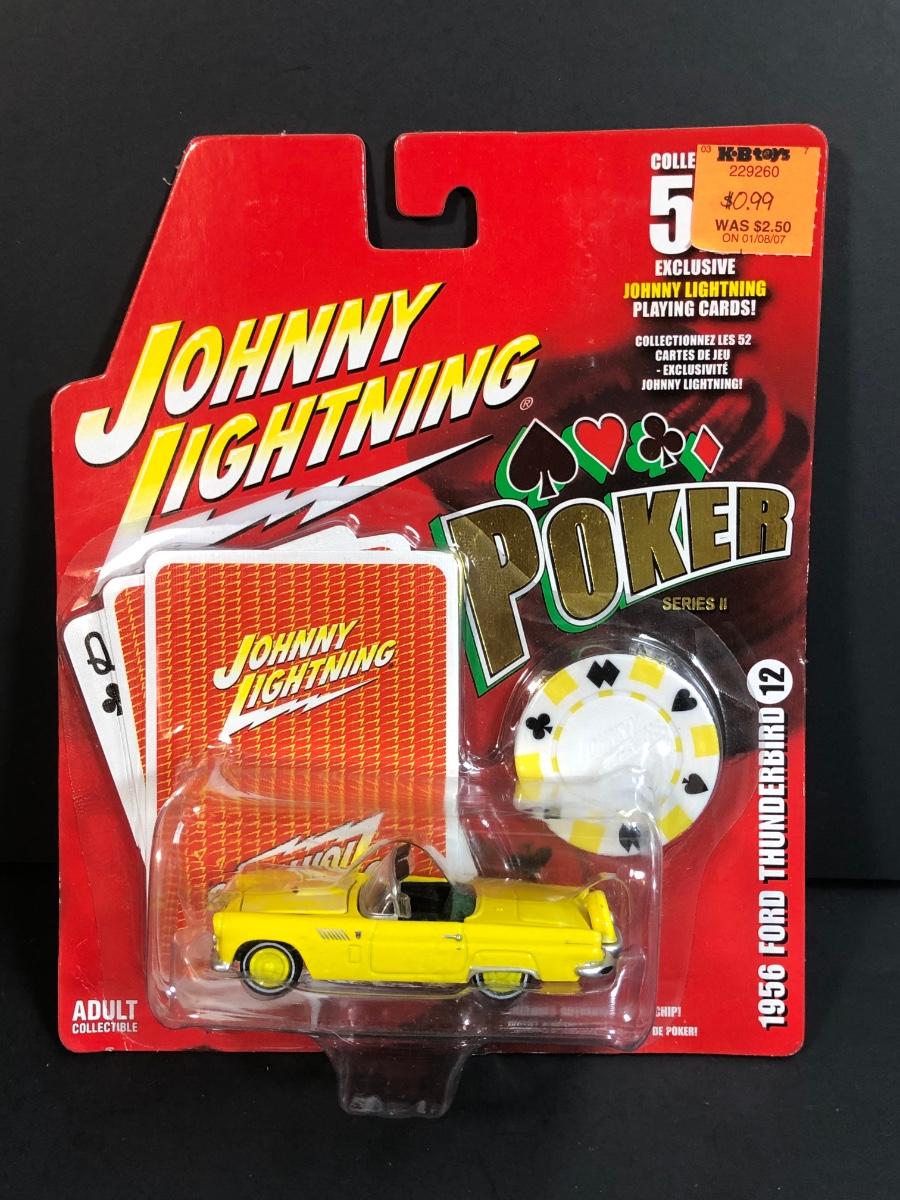 COLLE
5
EXCLUSIVE
JOHNNY LIGHTNING
PLAYING CARDS!
03 K·B toys 7
229260
$0.99
WAS $2.50
ON 01/08/07
COLLECTIONNEZ LES 52
CARTES DE JEU
- EXCLUSIVITÉ
JOHNNY LIGHTNING!
JOHNNY
LIGHTNING®
POKER
SERIES II
Q
JOHNNY
LIGHTNING
1956 FORD THUNDERBIRD 12
ADULT
COLLECTIBLE
CHIP!
DE POKER!